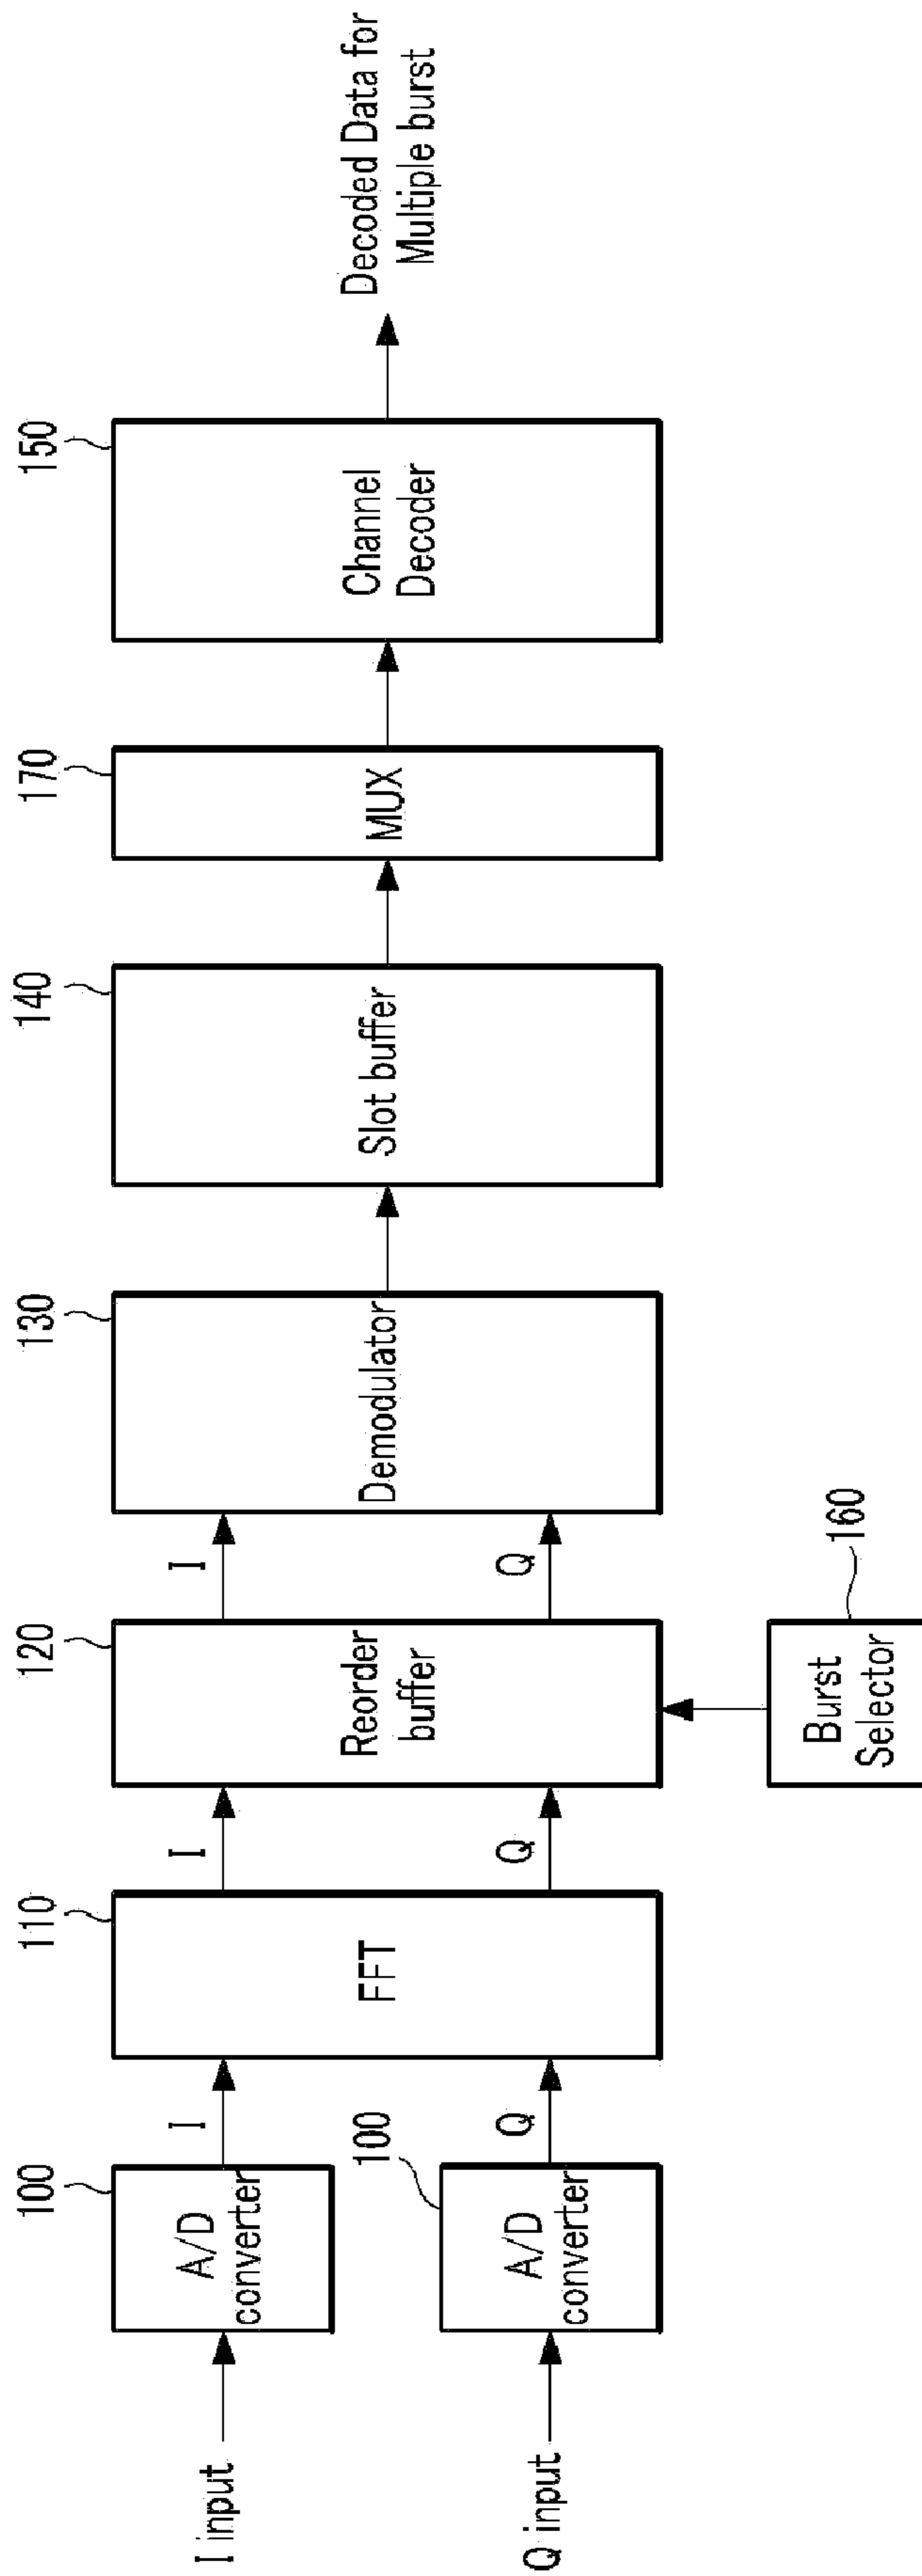 I input
Q input
100
A/D
converter
100
A/D
converter
I
Q
110
FFT
I
Q
120
Reorder
buffer
160
Burst
Selector
I
Q
130
Demodulator
140
Slot buffer
170
MUX
150
Channel
Decoder
Decoded Data for
Multiple burst